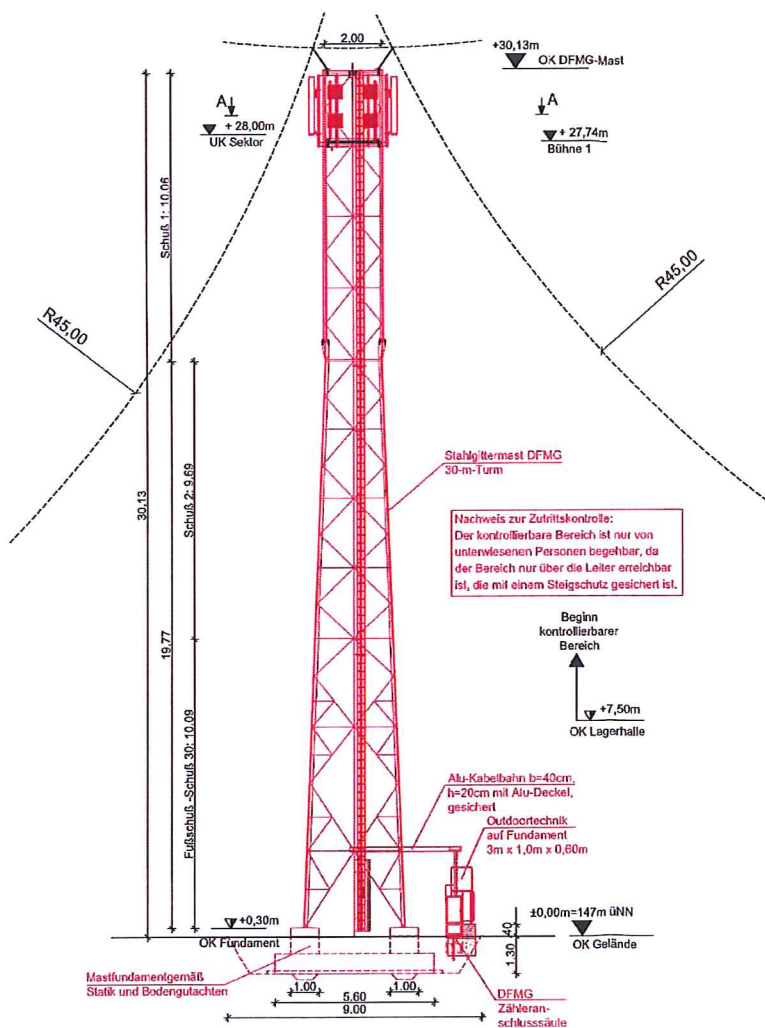 2,00
+30,13m
OK DFMG-Mast
A
A
+ 28,00m
UK Sektor
+ 27,74m
Bühne 1
Schuß 1: 10.06
R45,00
R45,00
30,13
Schuß 2: 9.69
19,77
Fußschuß -Schuß 30: 10.09
Stahlgittermast DFMG
30-m-Turm
Nachweis zur Zutrittskontrolle:
Der kontrollierbare Bereich ist nur von
unterwiesenen Personen begehbar, da
der Bereich nur über die Leiter erreichbar
ist, die mit einem Steigschutz gesichert ist.
Beginn
kontrollierbarer
Bereich
+7,50m
OK Lagerhalle
Alu-Kabelbahn b=40cm,
h=20cm mit Alu-Deckel,
gesichert
Outdoortechnik
auf Fundament
3m x 1,0m x 0,60m
+0,30m
OK Fundament
±0,00m=147m üNN
OK Gelände
40
1.30
Mastfundamentgemäß
Statik und Bodengutachten
1.00
1.00
5.60
9.00
DFMG
Zähleran-
schlusssäule